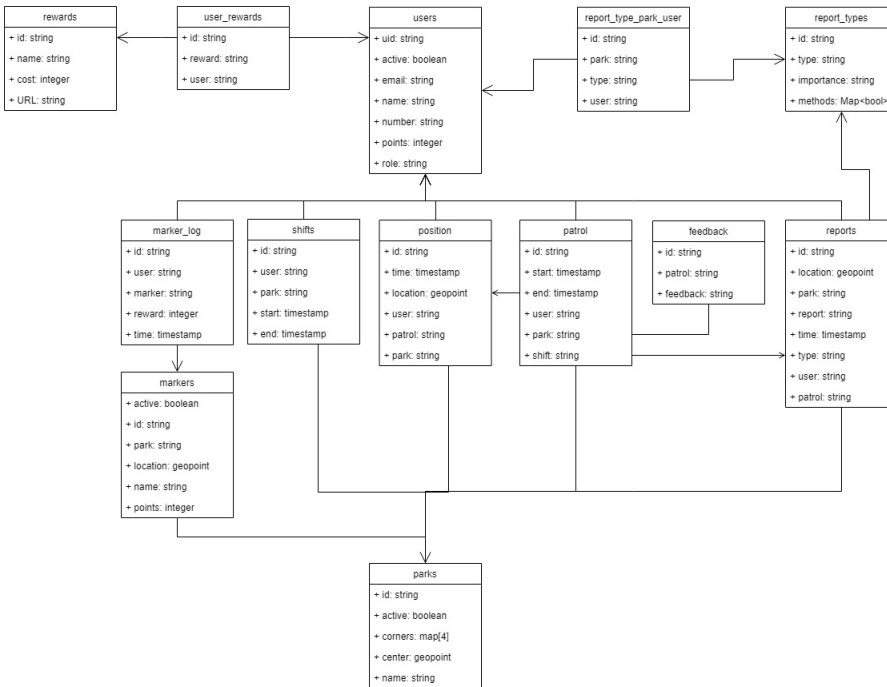 rewards
+ id: string
+ name: string
+ cost: integer
+ URL: string
user_rewards
+ id: string
+ reward: string
+ user: string
users
+ uid: string
+ active: boolean
+ email: string
+ name: string
+ number: string
+ points: integer
+ role: string
report_type_park_user
+ id: string
+ park: string
+ type: string
+ user: string
report_types
+ id: string
+ type: string
+ importance: string
+ methods: Map<bool>
marker_log
+ id: string
+ user: string
+ marker: string
+ reward: integer
+ time: timestamp
shifts
+ id: string
+ user: string
+ park: string
+ start: timestamp
+ end: timestamp
position
+ id: string
+ time: timestamp
+ location: geopoint
+ user: string
+ patrol: string
+ park: string
patrol
+ id: string
+ start: timestamp
+ end: timestamp
+ user: string
+ park: string
+ shift: string
feedback
+ id: string
+ patrol: string
+ feedback: string
reports
+ id: string
+ location: geopoint
+ park: string
+ report: string
+ time: timestamp
+ type: string
+ user: string
+ patrol: string
markers
+ active: boolean
+ id: string
+ park: string
+ location: geopoint
+ name: string
+ points: integer
parks
+ id: string
+ active: boolean
+ corners: map[4]
+ center: geopoint
+ name: string